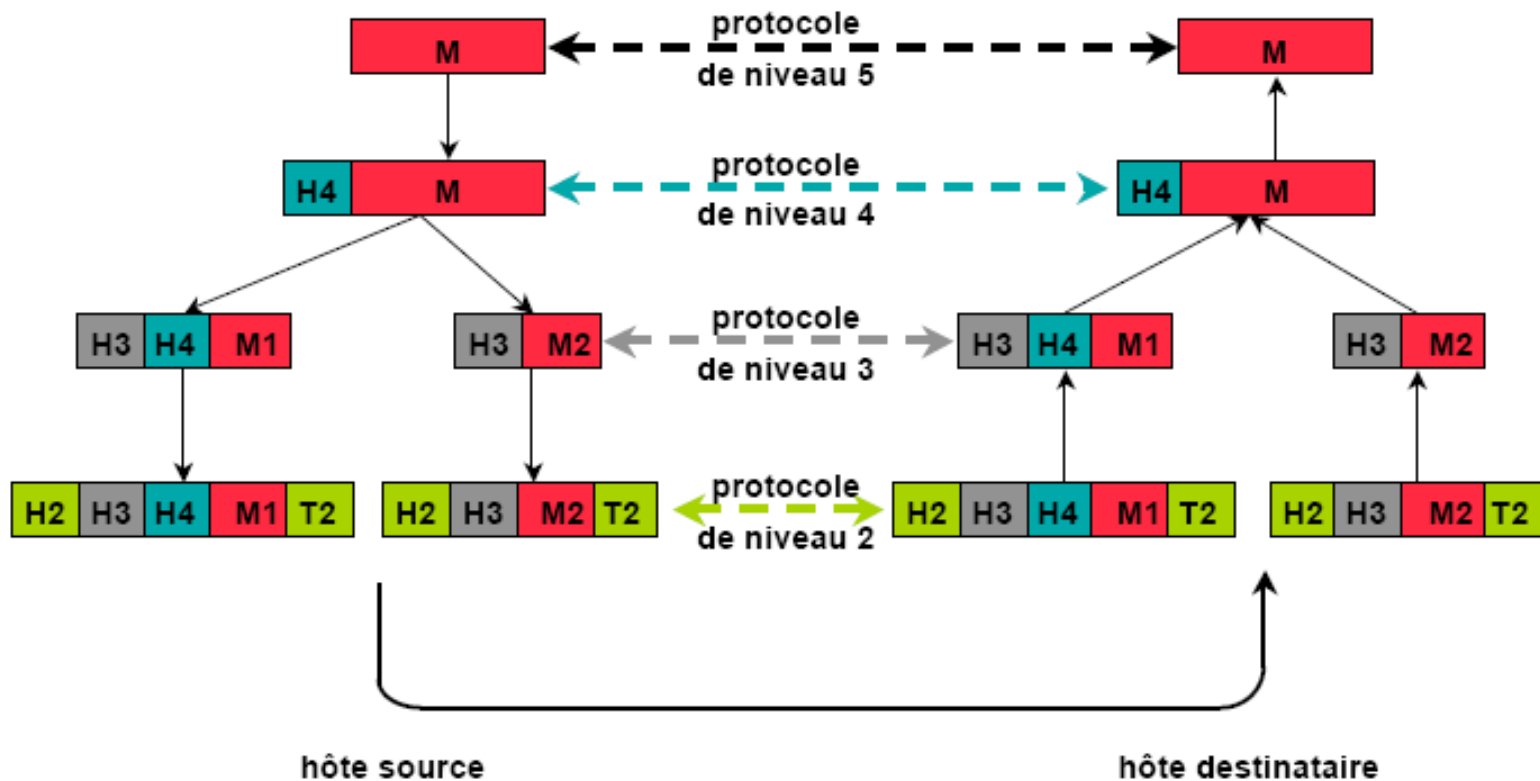 M protocole M
de niveau 5
H4 M protocole H4 M
de niveau 4
H3 H4 M1 H3 M2 protocole H3 H4 M1 H3 M2
de niveau 3
H2 H3 H4 M1 T2 H2 H3 M2 T2 protocole H2 H3 H4 M1 T2 H2 H3 M2 T2
de niveau 2
hôte source hôte destinataire